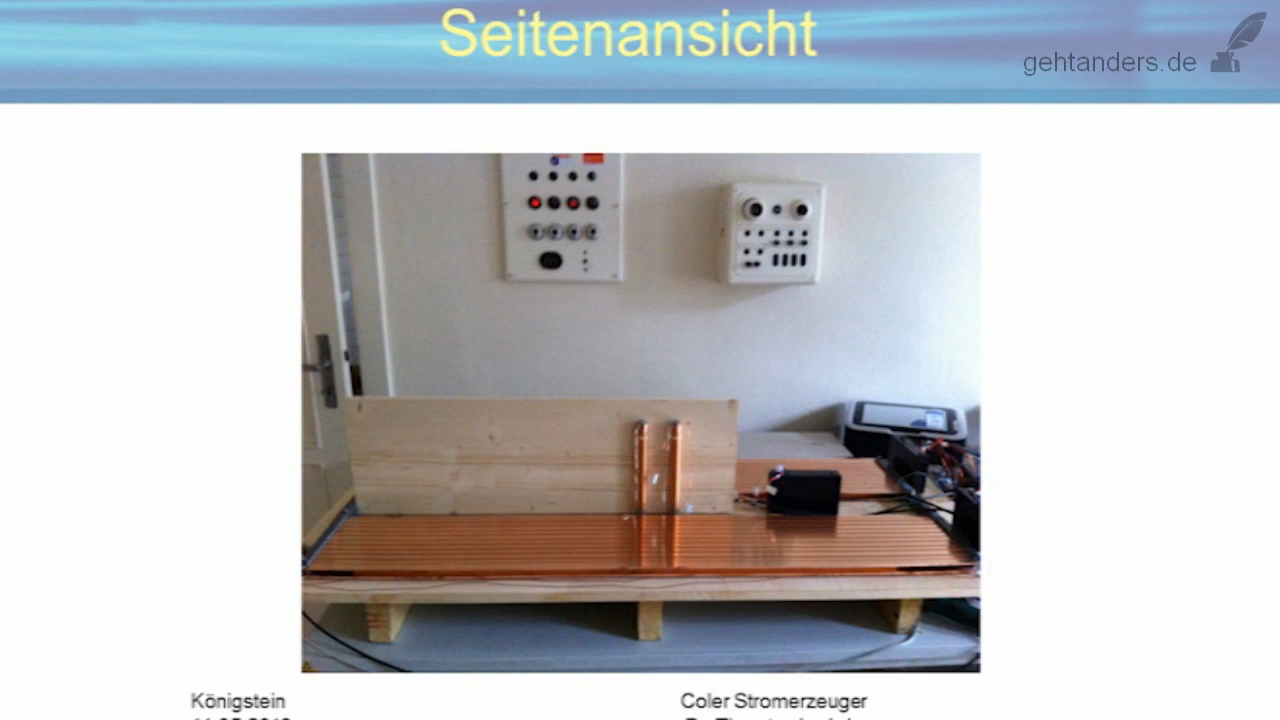 Seitenansicht
gehtanders.de
Königstein
Coler Stromerzeuger